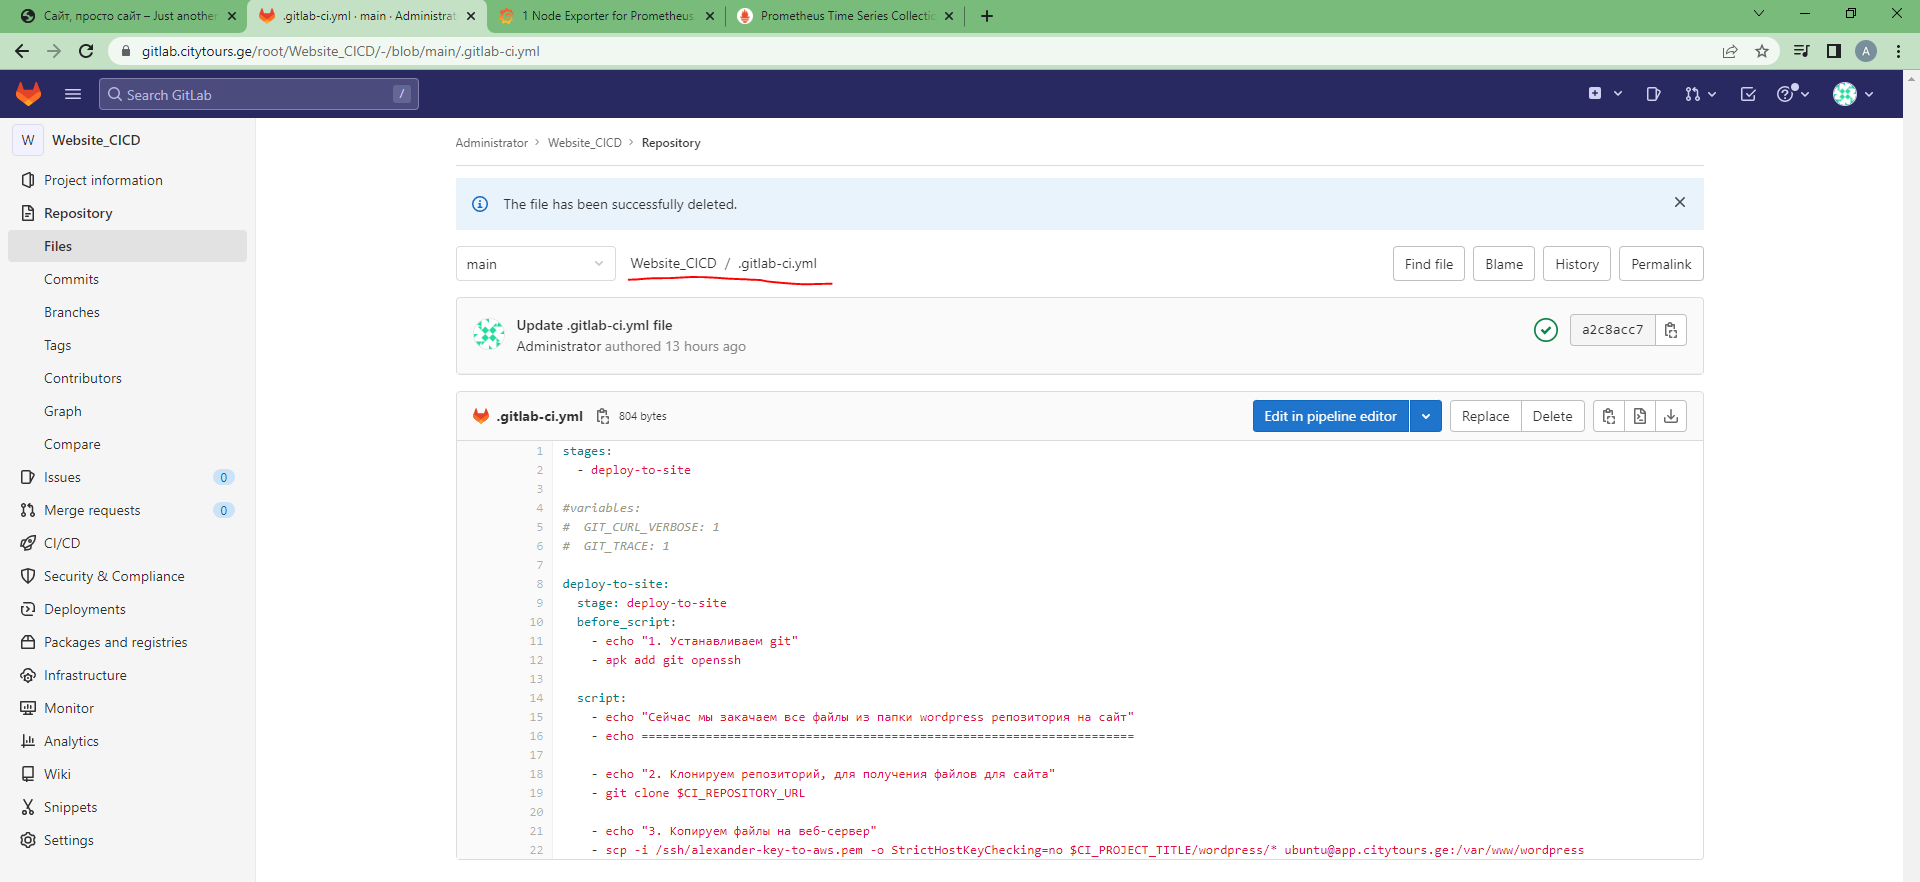 Сайт, просто сайт – Just another
.gitlab-ci.yml · main · Administrat
1 Node Exporter for Prometheus
Prometheus Time Series Collectio
gitlab.citytours.ge/root/Website_CICD/-/blob/main/.gitlab-ci.yml
A
Search GitLab
/
W
Website_CICD
Project information
Repository
Files
Commits
Branches
Tags
Contributors
Graph
Compare
Issues 0
Merge requests 0
CI/CD
Security & Compliance
Deployments
Packages and registries
Infrastructure
Monitor
Analytics
Wiki
Snippets
Settings
Administrator > Website_CICD > Repository
The file has been successfully deleted.
main
Website_CICD / .gitlab-ci.yml
Find file
Blame
History
Permalink
Update .gitlab-ci.yml file
Administrator authored 13 hours ago
a2c8acc7
.gitlab-ci.yml
804 bytes
Edit in pipeline editor
Replace
Delete
1 stages:
2   - deploy-to-site
3
4 #variables:
5 #  GIT_CURL_VERBOSE: 1
6 #  GIT_TRACE: 1
7
8 deploy-to-site:
9   stage: deploy-to-site
10   before_script:
11     - echo "1. Устанавливаем git"
12     - apk add git openssh
13
14   script:
15     - echo "Сейчас мы закачаем все файлы из папки wordpress репозитория на сайт"
16     - echo =====================================================================
17
18     - echo "2. Клонируем репозиторий, для получения файлов для сайта"
19     - git clone $CI_REPOSITORY_URL
20
21     - echo "3. Копируем файлы на веб-сервер"
22     - scp -i /ssh/alexander-key-to-aws.pem -o StrictHostKeyChecking=no $CI_PROJECT_TITLE/wordpress/* ubuntu@app.citytours.ge:/var/www/wordpress